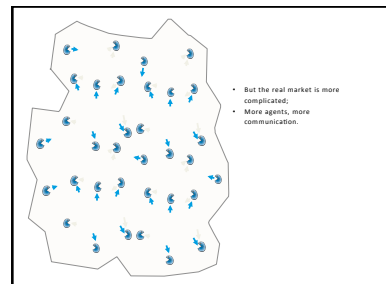 • But the real market is more
complicated;
• More agents, more
communication.